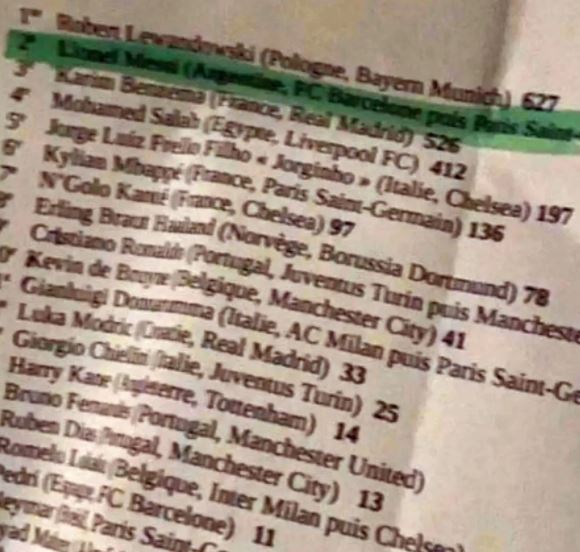 1er Robert Lewandowski (Pologne, Bayern Munich) 627
2e Lionel Messi (Argentine, FC Barcelone puis Paris Saint-
3e Karim Benzema (France, Real Madrid) 526
4e Mohamed Salah (Egypte, Liverpool FC) 412
5e Jorge Luiz Frello Filho « Jorginho » (Italie, Chelsea) 197
6e Kylian Mbappé (France, Paris Saint-Germain) 136
7e N'Golo Kanté (France, Chelsea) 97
Erling Braut Haaland (Norvège, Borussia Dortmund) 78
Cristiano Ronaldo (Portugal, Juventus Turin puis Manchester
Kevin de Bruyne (Belgique, Manchester City) 41
Gianluigi Donnarumma (Italie, AC Milan puis Paris Saint-Ge
Luka Modric (Croatie, Real Madrid) 33
Giorgio Chiellini (Italie, Juventus Turin) 25
Harry Kane (Angleterre, Tottenham) 14
Bruno Fernandes (Portugal, Manchester United)
Ruben Dias (Portugal, Manchester City) 13
Romelu Lukaku (Belgique, Inter Milan puis Chelsea)
Pedri (Espagne, FC Barcelone) 11
Neymar (Brésil, Paris Saint-G